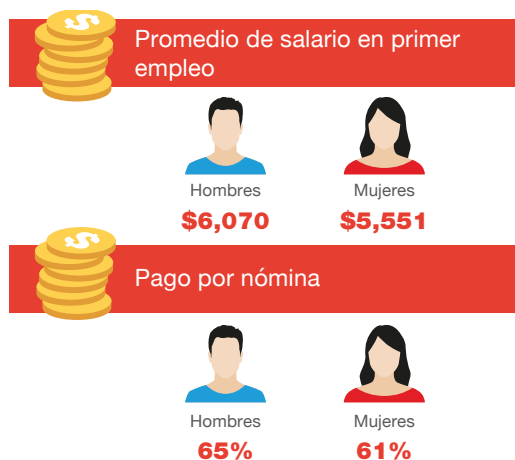 Promedio de salario en primer
empleo
Hombres Mujeres
$6,070 $5,551
Pago por nómina
Hombres Mujeres
65% 61%